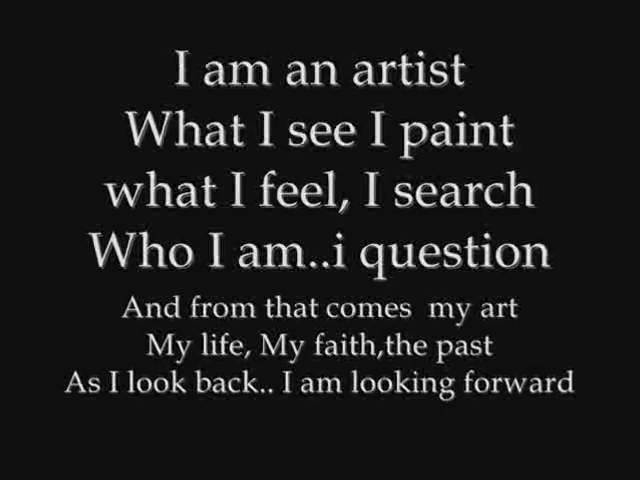 I am an artist
What I see I paint
what I feel, I search
Who I am..i question
And from that comes  my art
My life, My faith,the past
As I look back.. I am looking forward